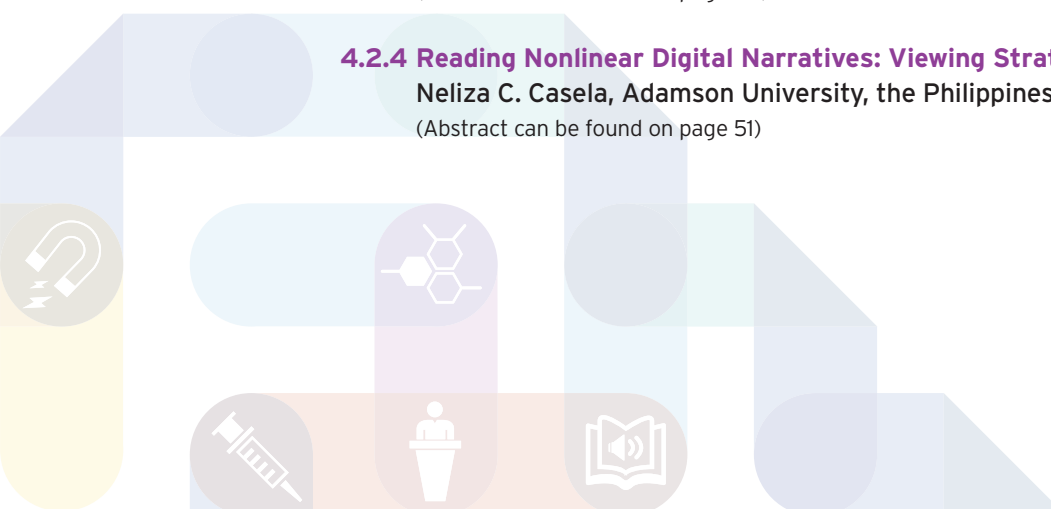 4.2.4 Reading Nonlinear Digital Narratives: Viewing
Neliza C. Casela, Adamson University, the Philippines
(Abstract can be found on page 51)